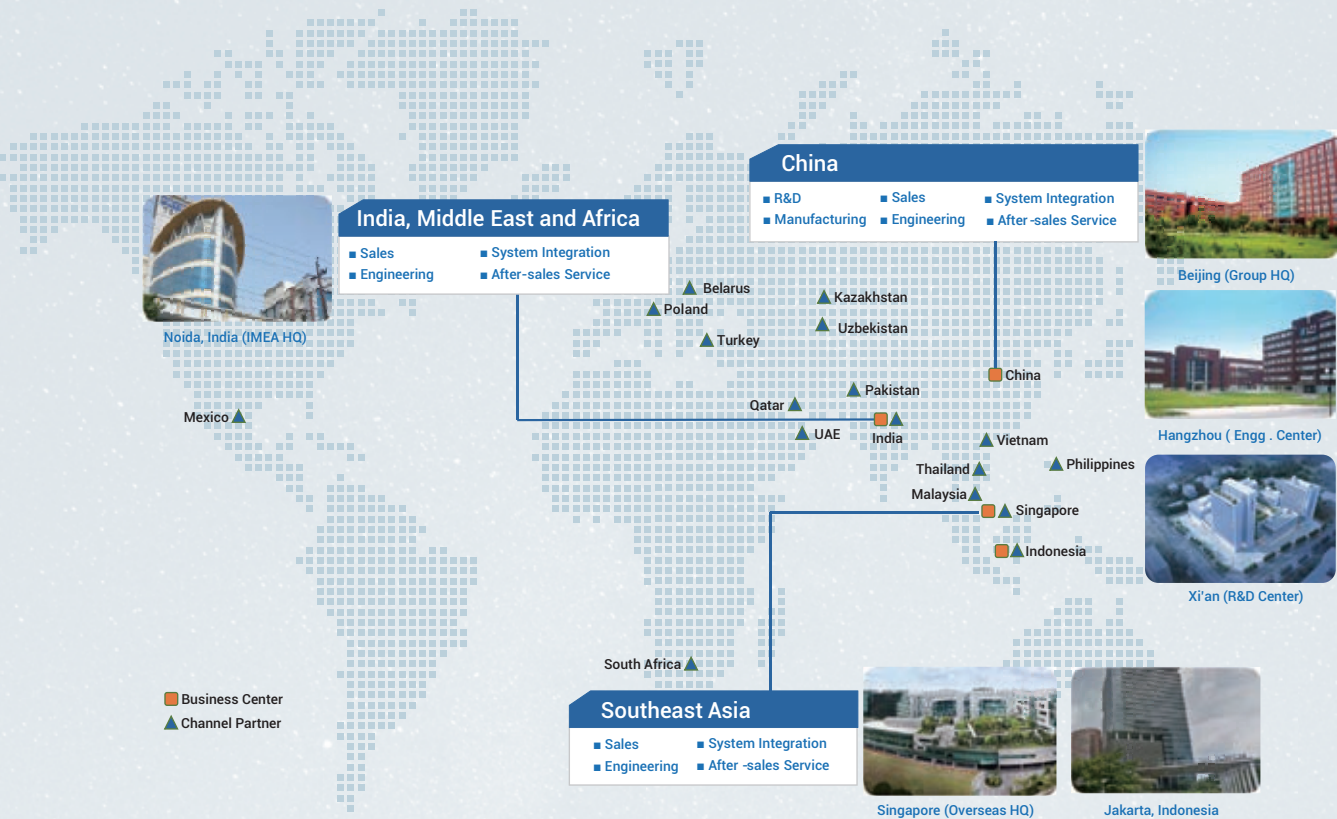 China
■ R&D
■ Sales
■ System Integration
■ Manufacturing
■ Engineering
■ After-sales Service
Beijing (Group HQ)
India, Middle East and Africa
■ Sales
■ System Integration
■ Engineering
■ After-sales Service
Noida, India (IMEA HQ)
Belarus
Poland
Kazakhstan
Uzbekistan
Turkey
China
Pakistan
Qatar
Mexico
UAE
India
Hangzhou ( Engg . Center)
Vietnam
Philippines
Thailand
Malaysia
Singapore
Indonesia
Xi'an (R&D Center)
South Africa
Business Center
Channel Partner
Southeast Asia
■ Sales
■ System Integration
■ Engineering
■ After -sales Service
Singapore (Overseas HQ)
Jakarta, Indonesia